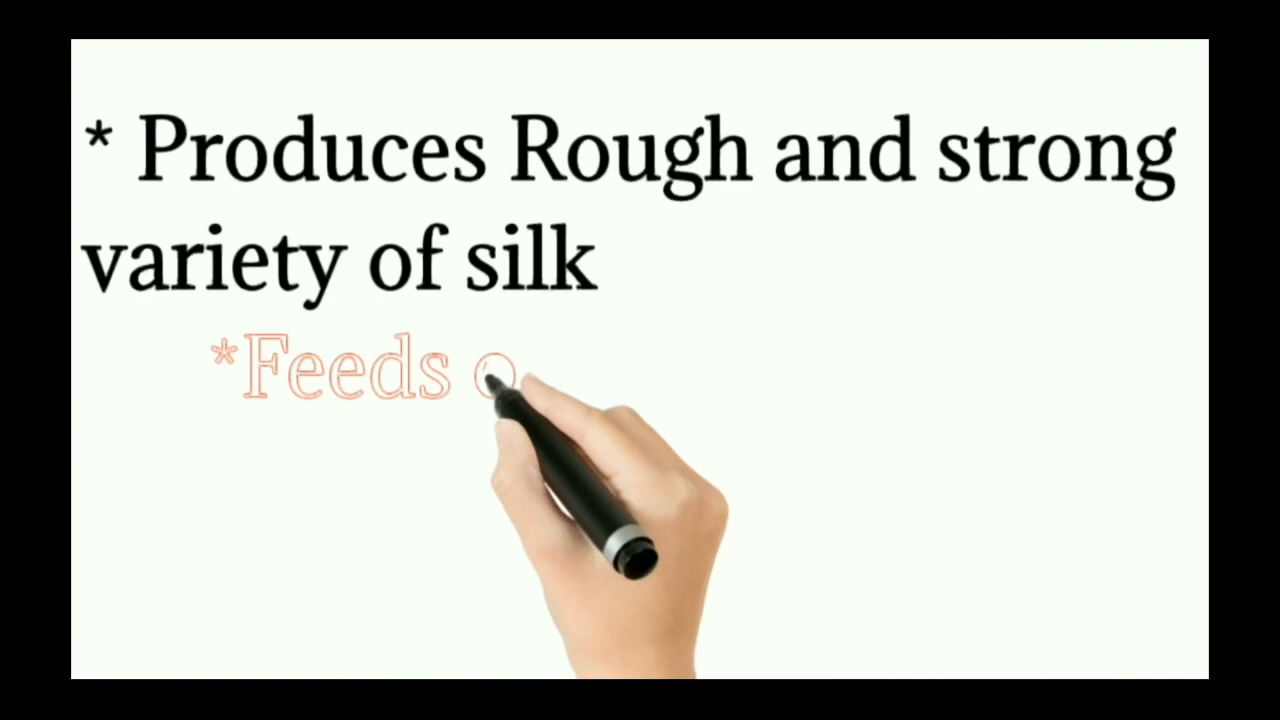 * Produces Rough and strong
variety of silk
*Feeds o